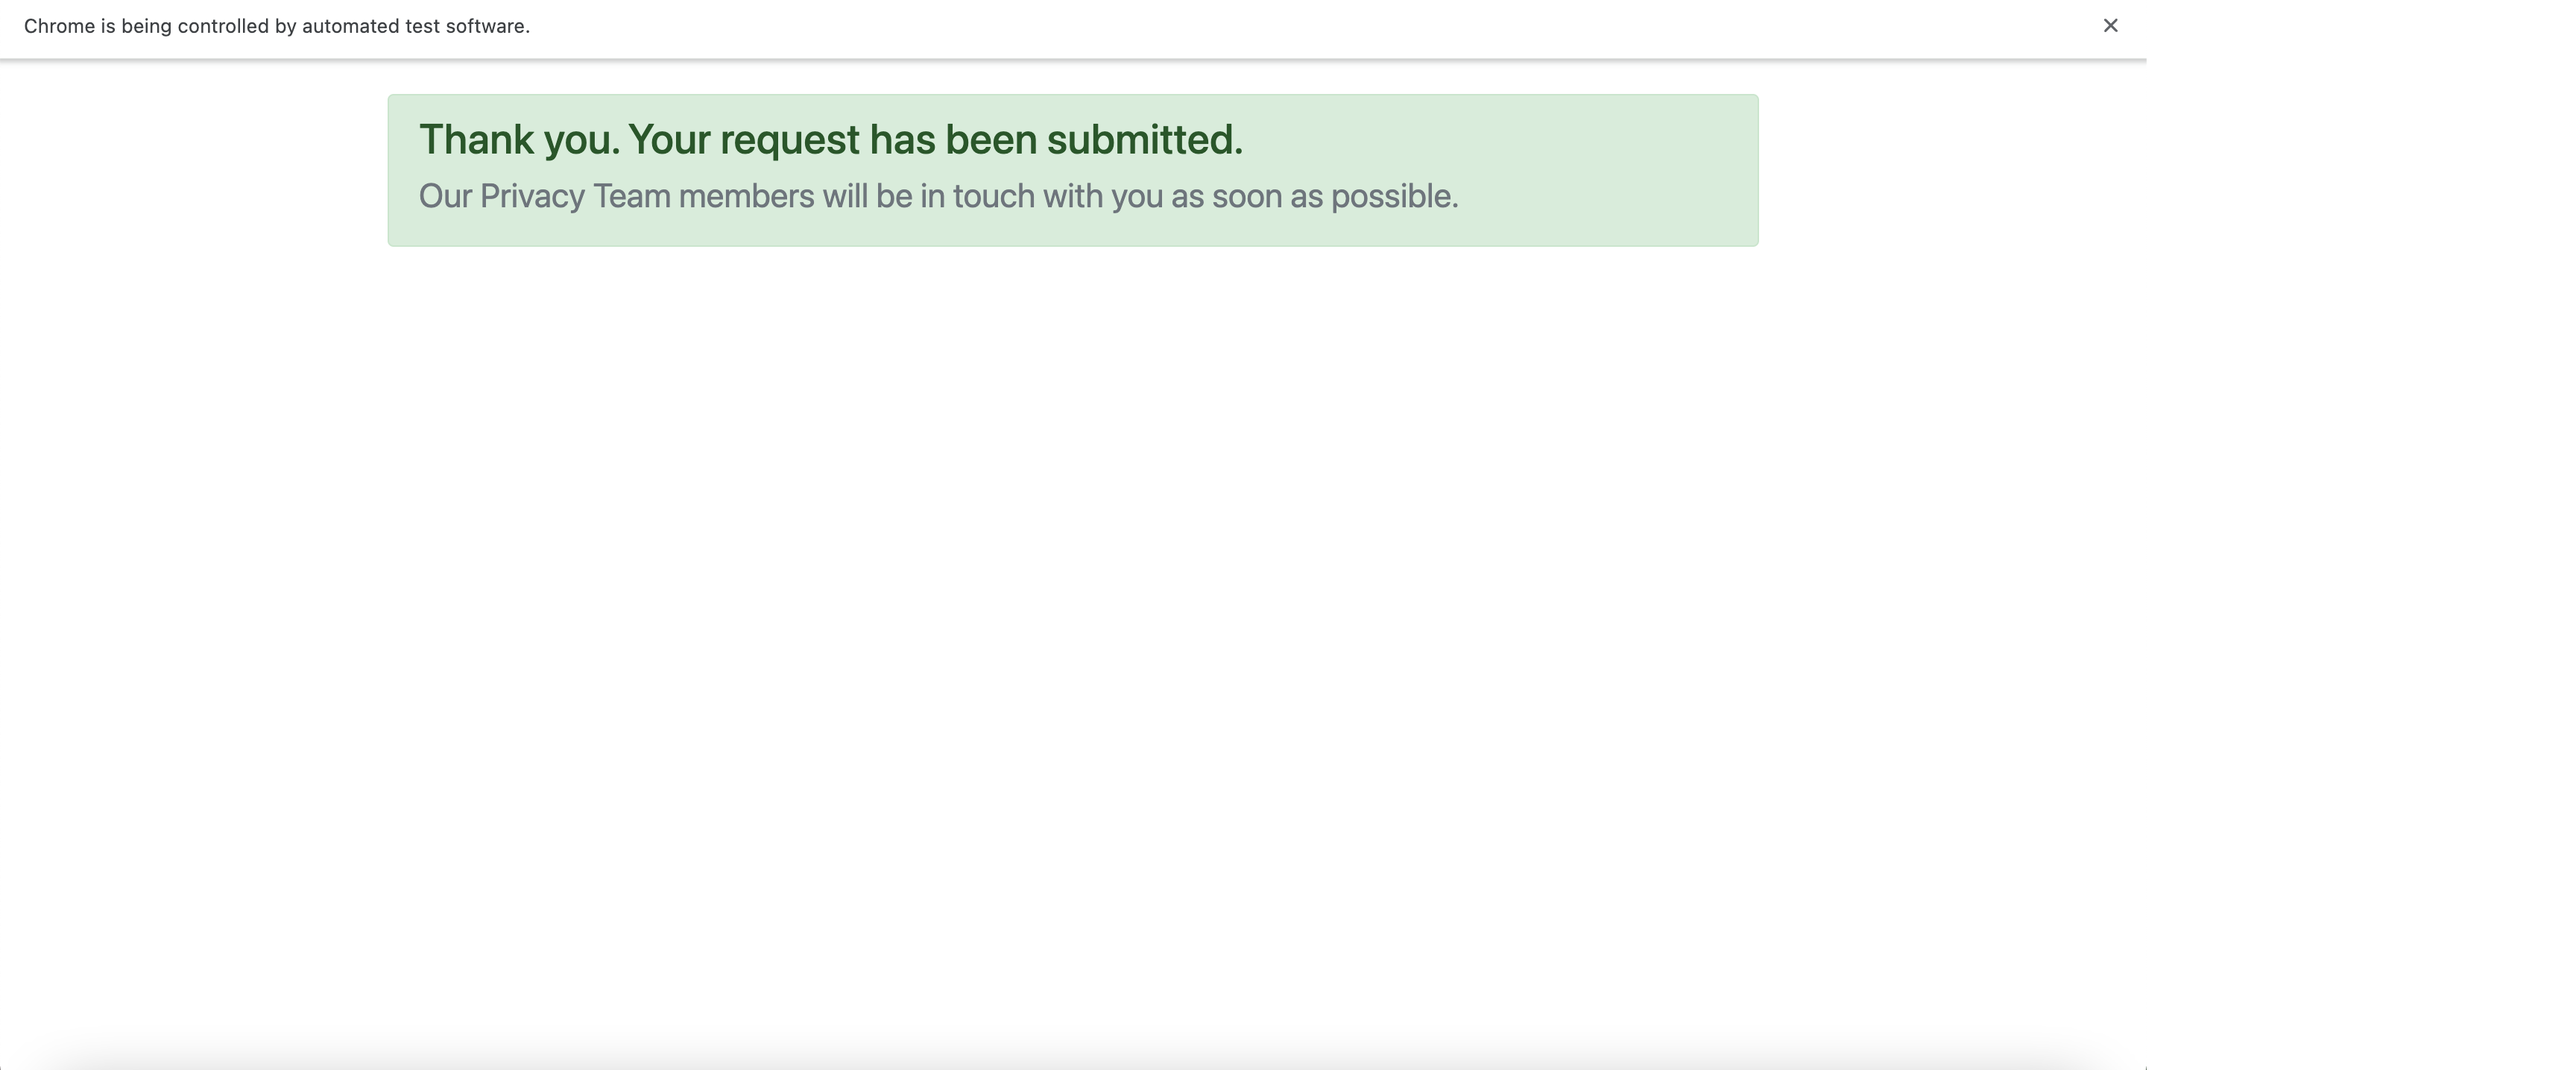 Chrome is being controlled by automated test software.
Thank you. Your request has been submitted.
Our Privacy Team members will be in touch with you as soon as possible.